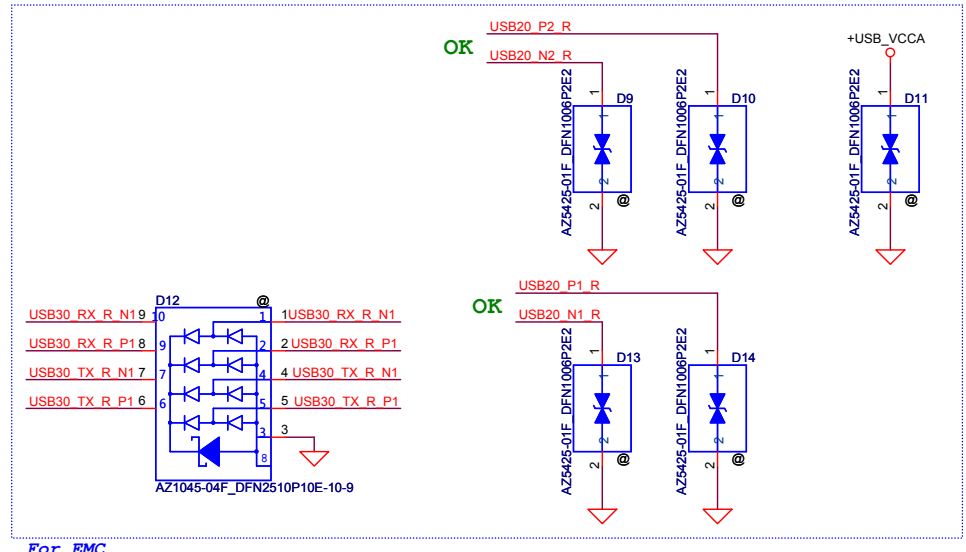 USB20_P2_R
OK
USB20_N2_R
+USB_VCCA
1
D9
1
2
2
@
AZ5425-01F_DFN1006P2E2
1
D10
1
2
2
@
AZ5425-01F_DFN1006P2E2
1
D11
1
2
2
@
AZ5425-01F_DFN1006P2E2
USB20_P1_R
OK
USB20_N1_R
1
D13
1
2
2
@
AZ5425-01F_DFN1006P2E2
1
D14
1
2
2
@
AZ5425-01F_DFN1006P2E2
D12 @
USB30_RX_R_N1 9 10 1 1 USB30_RX_R_N1
USB30_RX_R_P1 8 9 2 2 USB30_RX_R_P1
USB30_TX_R_N1 7 7 4 4 USB30_TX_R_N1
USB30_TX_R_P1 6 6 5 5 USB30_TX_R_P1
3 3
8
AZ1045-04F_DFN2510P10E-10-9
For EMC